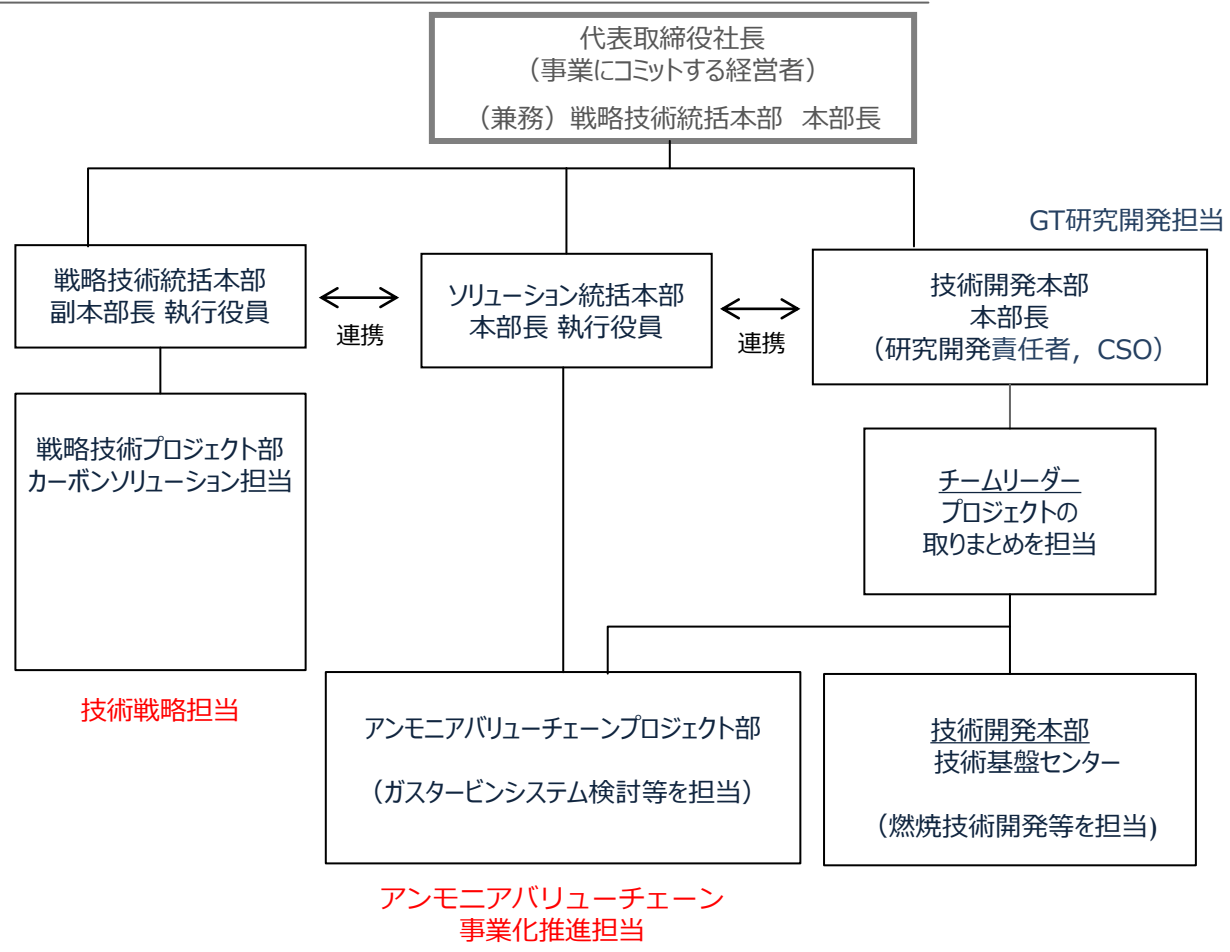 代表取締役社長
（事業にコミットする経営者）
（兼務）戦略技術統括本部　本部長
GT研究開発担当
戦略技術統括本部
副本部長 執行役員
連携
ソリューション統括本部
本部長 執行役員
連携
技術開発本部
本部長
（研究開発責任者，CSO）
戦略技術プロジェクト部
カーボンソリューション担当
チームリーダー
プロジェクトの
取りまとめを担当
技術戦略担当
アンモニアバリューチェーンプロジェクト部
（ガスタービンシステム検討等を担当）
技術開発本部
技術基盤センター
（燃焼技術開発等を担当)
アンモニアバリューチェーン
事業化推進担当